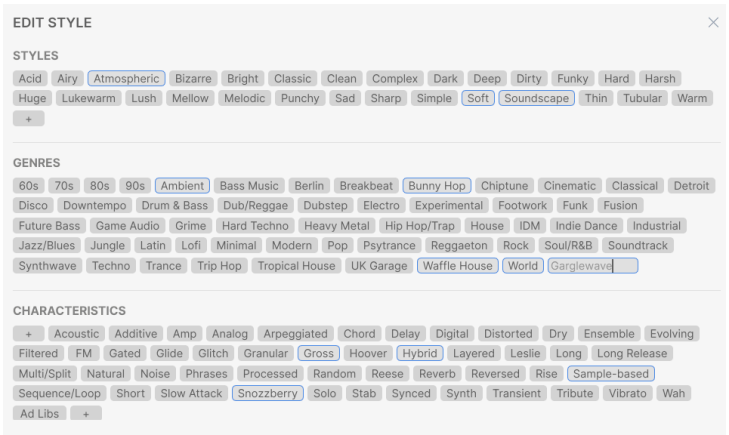 EDIT STYLE
STYLES
Acid Airy Atmospheric Bizarre Bright Classic Clean Complex Dark Deep Dirty Funky Hard Harsh
Huge Lukewarm Lush Mellow Melodic Punchy Sad Sharp Simple Soft Soundscape Thin Tubular Warm
+
GENRES
60s 70s 80s 90s Ambient Bass Music Berlin Breakbeat Bunny Hop Chiptune Cinematic Classical Detroit
Disco Downtempo Drum & Bass Dub/Reggae Dubstep Electro Experimental Footwork Funk Fusion
Future Bass Game Audio Grime Hard Techno Heavy Metal Hip Hop/Trap House IDM Indie Dance Industrial
Jazz/Blues Jungle Latin Lofi Minimal Modern Pop Psytrance Reggaeton Rock Soul/R&B Soundtrack
Synthwave Techno Trance Trip Hop Tropical House UK Garage Waffle House World Garglewave
CHARACTERISTICS
+ Acoustic Additive Amp Analog Arpeggiated Chord Delay Digital Distorted Dry Ensemble Evolving
Filtered FM Gated Glide Glitch Granular Gross Hoover Hybrid Layered Leslie Long Long Release
Multi/Split Natural Noise Phrases Processed Random Reese Reverb Reversed Rise Sample-based
Sequence/Loop Short Slow Attack Snozzberry Solo Stab Synced Synth Transient Tribute Vibrato Wah
Ad Libs +